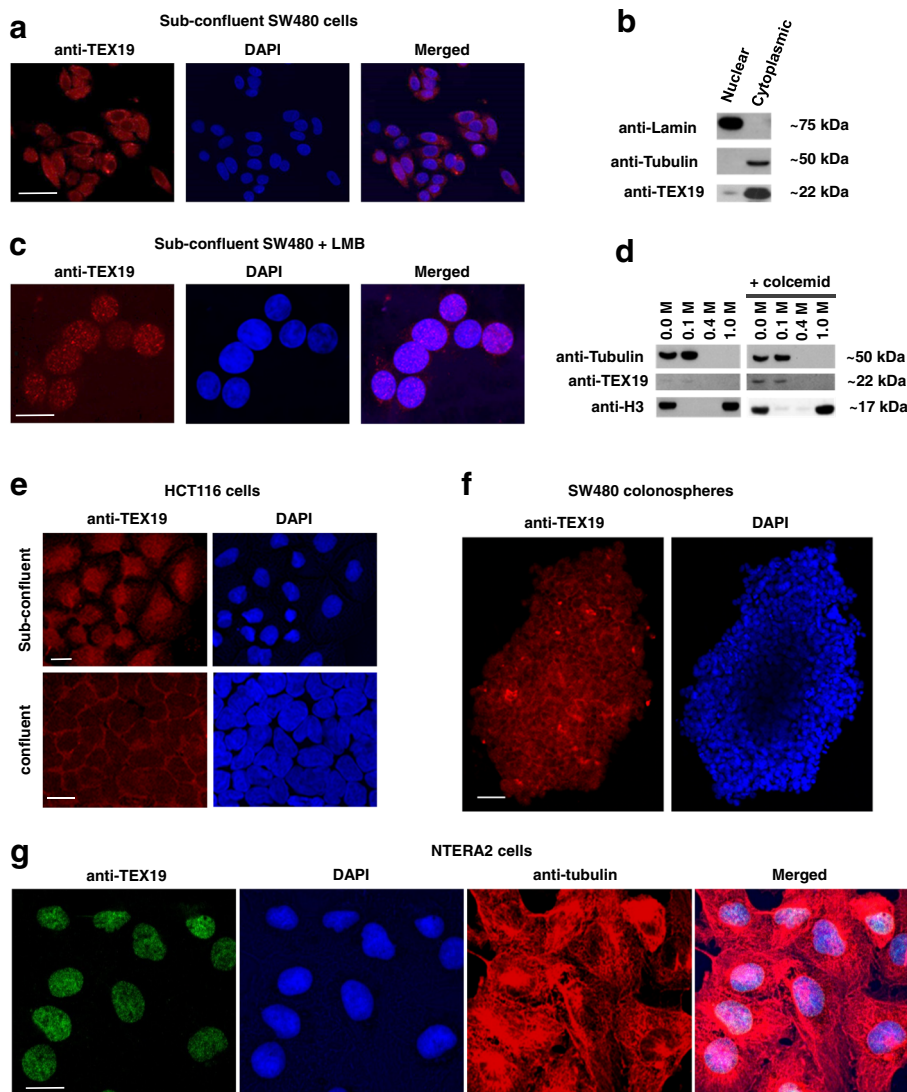 a
Sub-confluent SW480 cells
anti-TEX19 DAPI Merged
b
Nuclear
Cytoplasmic
anti-Lamin ~75 kDa
anti-Tubulin ~50 kDa
anti-TEX19 ~22 kDa
c
Sub-confluent SW480 + LMB
anti-TEX19 DAPI Merged
d
+ colcemid
0.0 M 0.1 M 0.4 M 1.0 M 0.0 M 0.1 M 0.4 M 1.0 M
anti-Tubulin ~50 kDa
anti-TEX19 ~22 kDa
anti-H3 ~17 kDa
e
HCT116 cells
anti-TEX19 DAPI
Sub-confluent
confluent
f
SW480 colonospheres
anti-TEX19 DAPI
g
NTERA2 cells
anti-TEX19 DAPI anti-tubulin Merged